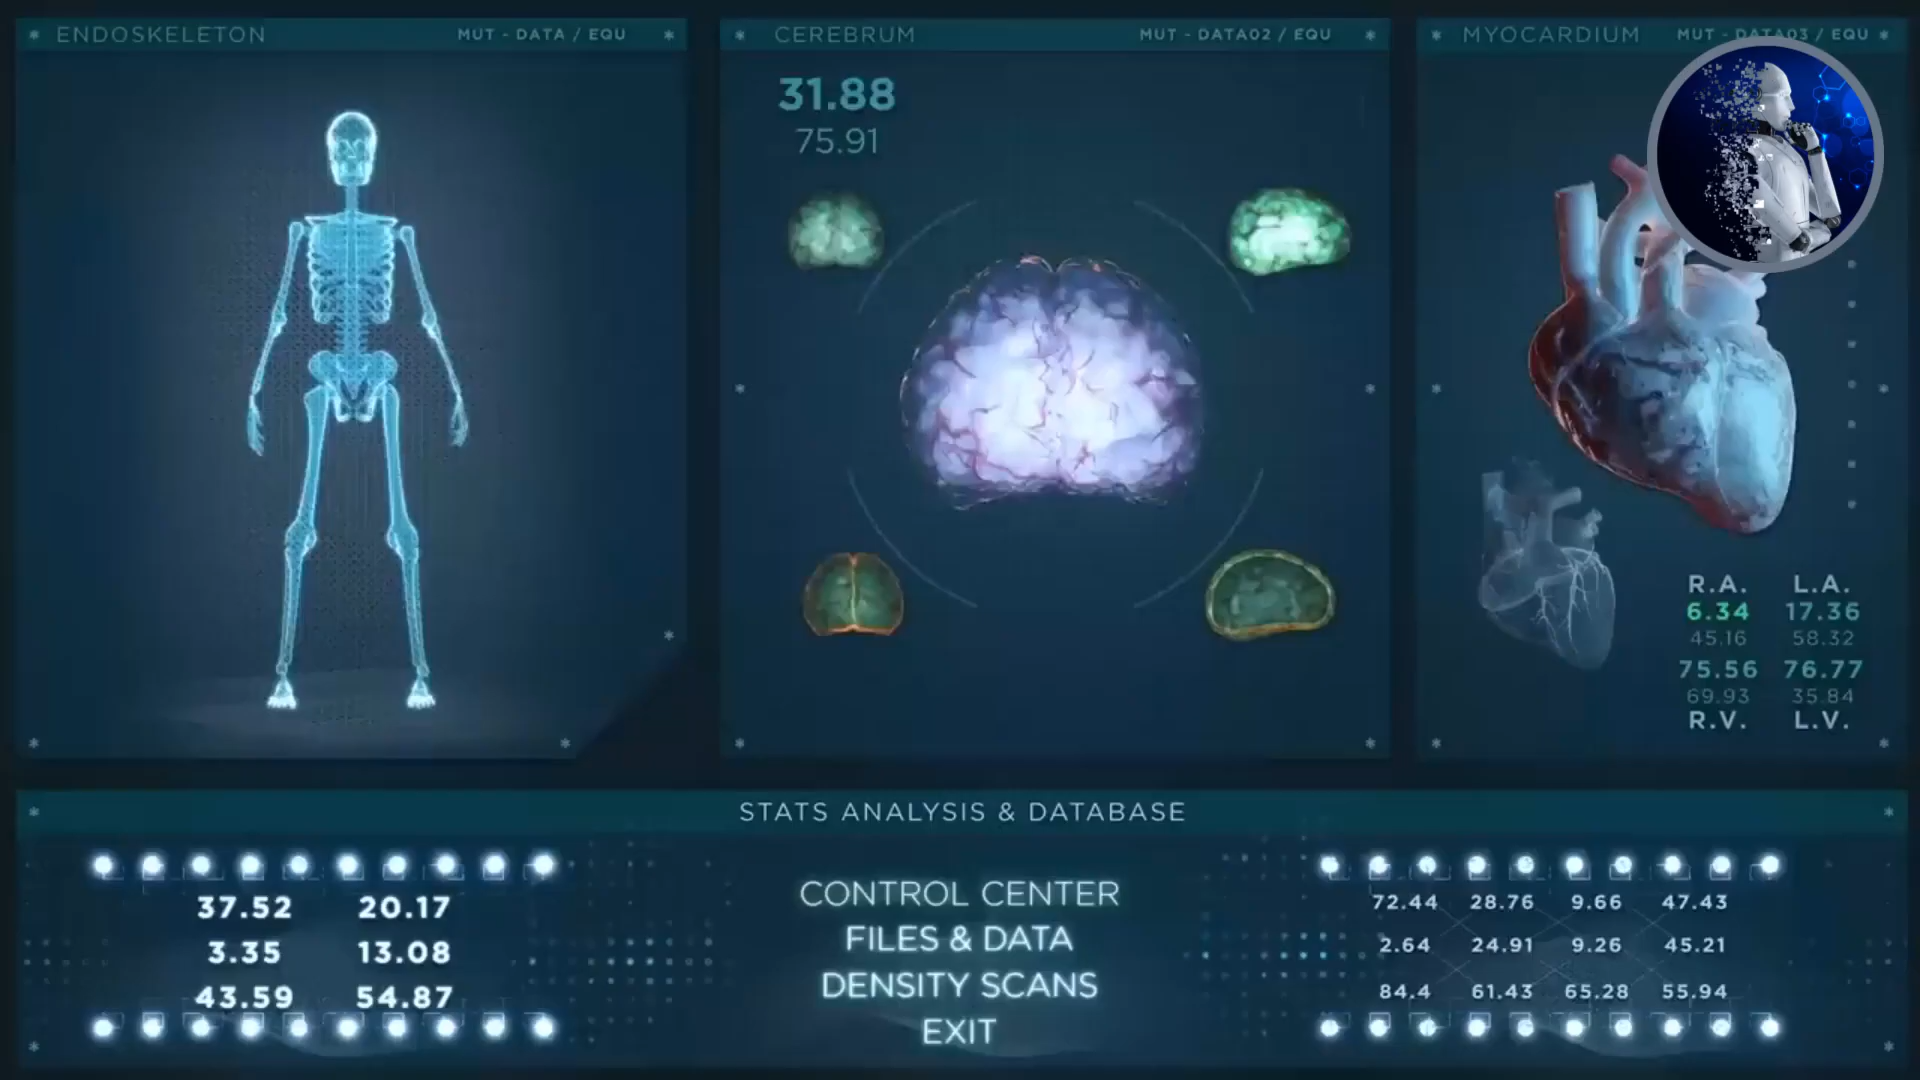 * ENDOSKELETON MUT - DATA / EQU *
* CEREBRUM MUT - DATA02 / EQU *
* MYOCARDIUM MUT - DATA03 / EQU *
31.88
75.91
R.A. L.A.
6.34 17.36
45.16 58.32
75.56 76.77
69.93 35.84
R.V. L.V.
STATS ANALYSIS & DATABASE
37.52 20.17
3.35 13.08
43.59 54.87
CONTROL CENTER
FILES & DATA
DENSITY SCANS
EXIT
72.44 28.76 9.66 47.43
2.64 24.91 9.26 45.21
84.4 61.43 65.28 55.94